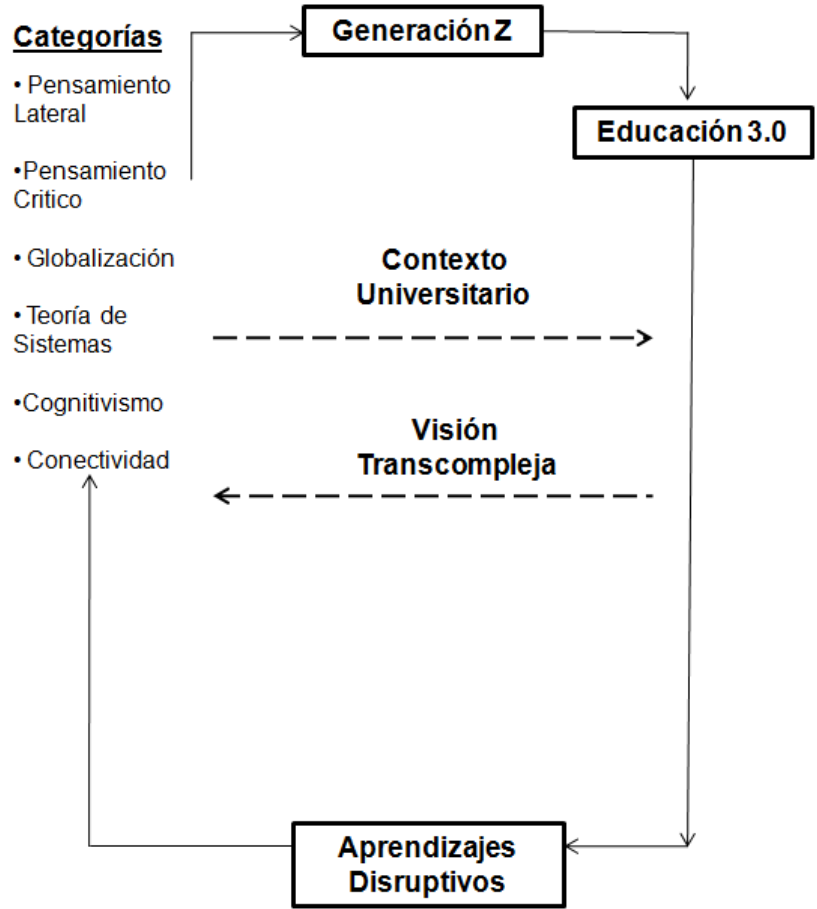 Categorías
• Pensamiento
Lateral
•Pensamiento
Critico
• Globalización
• Teoría de
Sistemas
•Cognitivismo
• Conectividad
Generación Z
Educación 3.0
Contexto
Universitario
Visión
Transcompleja
Aprendizajes
Disruptivos